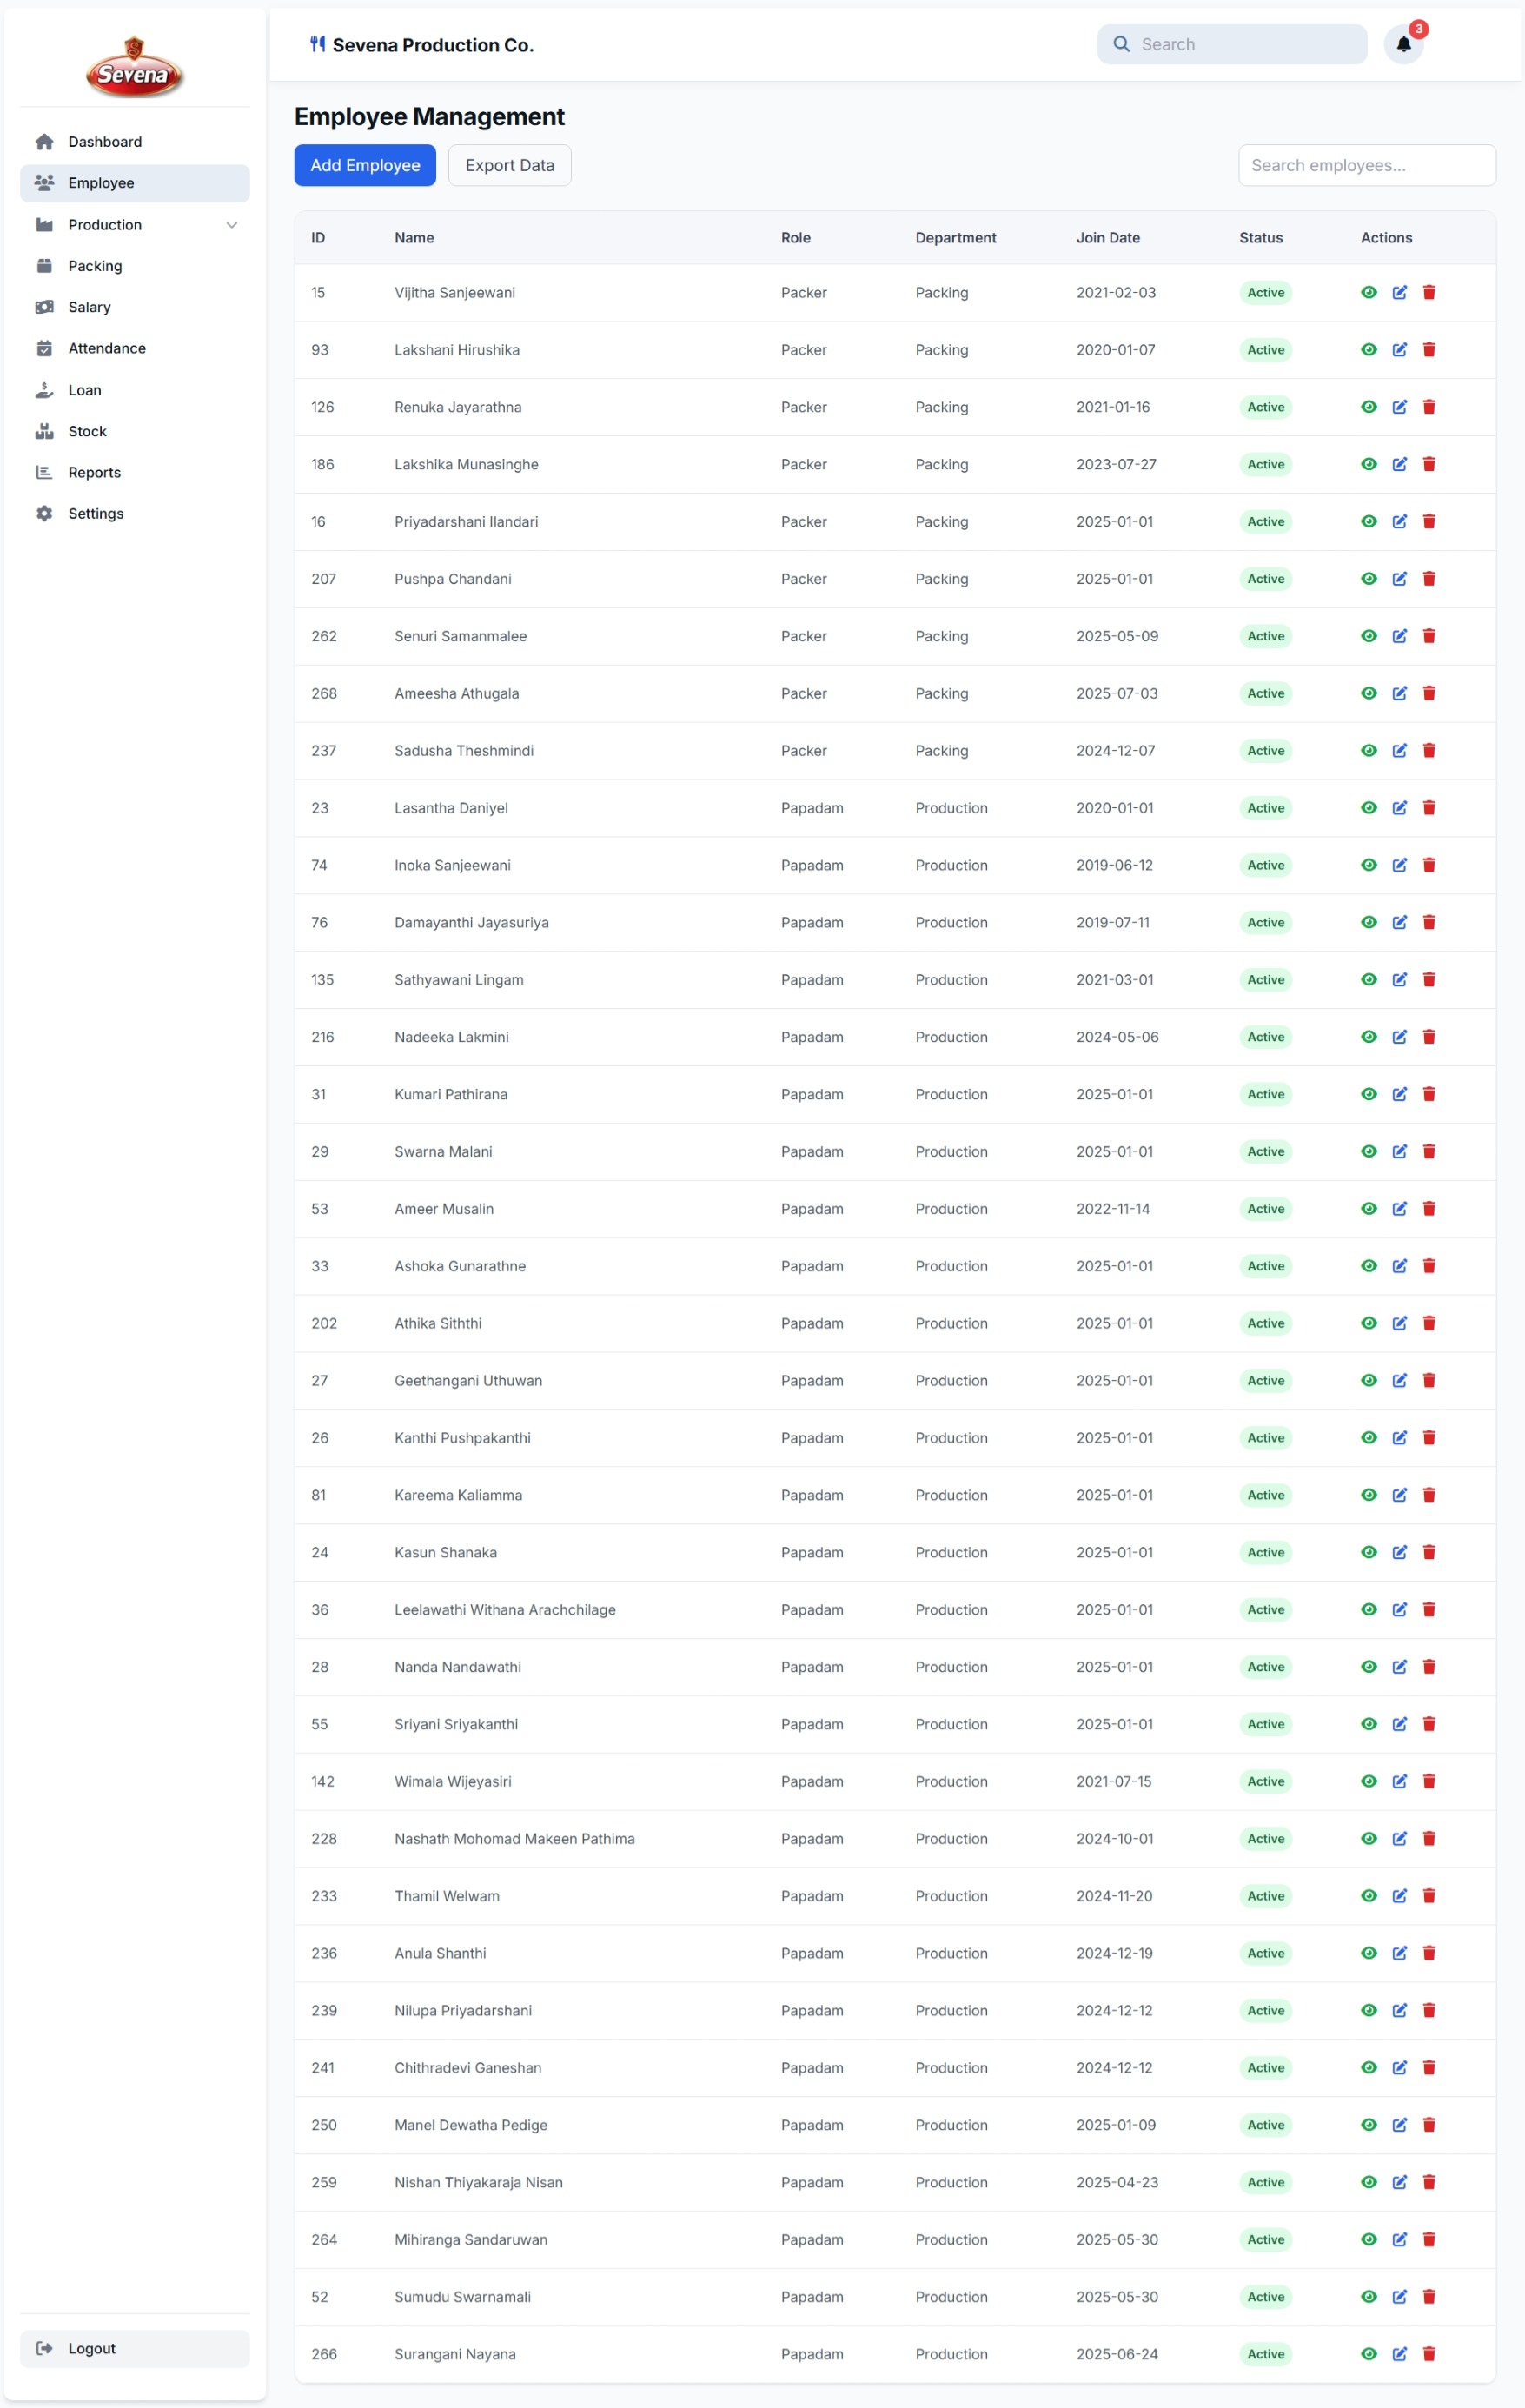 Sevena
Sevena Production Co.
Search
3
Dashboard
Employee
Production
Packing
Salary
Attendance
Loan
Stock
Reports
Settings
Logout
Employee Management
Add Employee Export Data Search employees...
ID Name Role Department Join Date Status Actions
15 Vijitha Sanjeewani Packer Packing 2021-02-03 Active
93 Lakshani Hirushika Packer Packing 2020-01-07 Active
126 Renuka Jayarathna Packer Packing 2021-01-16 Active
186 Lakshika Munasinghe Packer Packing 2023-07-27 Active
16 Priyadarshani Ilandari Packer Packing 2025-01-01 Active
207 Pushpa Chandani Packer Packing 2025-01-01 Active
262 Senuri Samanmalee Packer Packing 2025-05-09 Active
268 Ameesha Athugala Packer Packing 2025-07-03 Active
237 Sadusha Theshmindi Packer Packing 2024-12-07 Active
23 Lasantha Daniyel Papadam Production 2020-01-01 Active
74 Inoka Sanjeewani Papadam Production 2019-06-12 Active
76 Damayanthi Jayasuriya Papadam Production 2019-07-11 Active
135 Sathyawani Lingam Papadam Production 2021-03-01 Active
216 Nadeeka Lakmini Papadam Production 2024-05-06 Active
31 Kumari Pathirana Papadam Production 2025-01-01 Active
29 Swarna Malani Papadam Production 2025-01-01 Active
53 Ameer Musalin Papadam Production 2022-11-14 Active
33 Ashoka Gunarathne Papadam Production 2025-01-01 Active
202 Athika Siththi Papadam Production 2025-01-01 Active
27 Geethangani Uthuwan Papadam Production 2025-01-01 Active
26 Kanthi Pushpakanthi Papadam Production 2025-01-01 Active
81 Kareema Kaliamma Papadam Production 2025-01-01 Active
24 Kasun Shanaka Papadam Production 2025-01-01 Active
36 Leelawathi Withana Arachchilage Papadam Production 2025-01-01 Active
28 Nanda Nandawathi Papadam Production 2025-01-01 Active
55 Sriyani Sriyakanthi Papadam Production 2025-01-01 Active
142 Wimala Wijeyasiri Papadam Production 2021-07-15 Active
228 Nashath Mohomad Makeen Pathima Papadam Production 2024-10-01 Active
233 Thamil Welwam Papadam Production 2024-11-20 Active
236 Anula Shanthi Papadam Production 2024-12-19 Active
239 Nilupa Priyadarshani Papadam Production 2024-12-12 Active
241 Chithradevi Ganeshan Papadam Production 2024-12-12 Active
250 Manel Dewatha Pedige Papadam Production 2025-01-09 Active
259 Nishan Thiyakaraja Nisan Papadam Production 2025-04-23 Active
264 Mihiranga Sandaruwan Papadam Production 2025-05-30 Active
52 Sumudu Swarnamali Papadam Production 2025-05-30 Active
266 Surangani Nayana Papadam Production 2025-06-24 Active